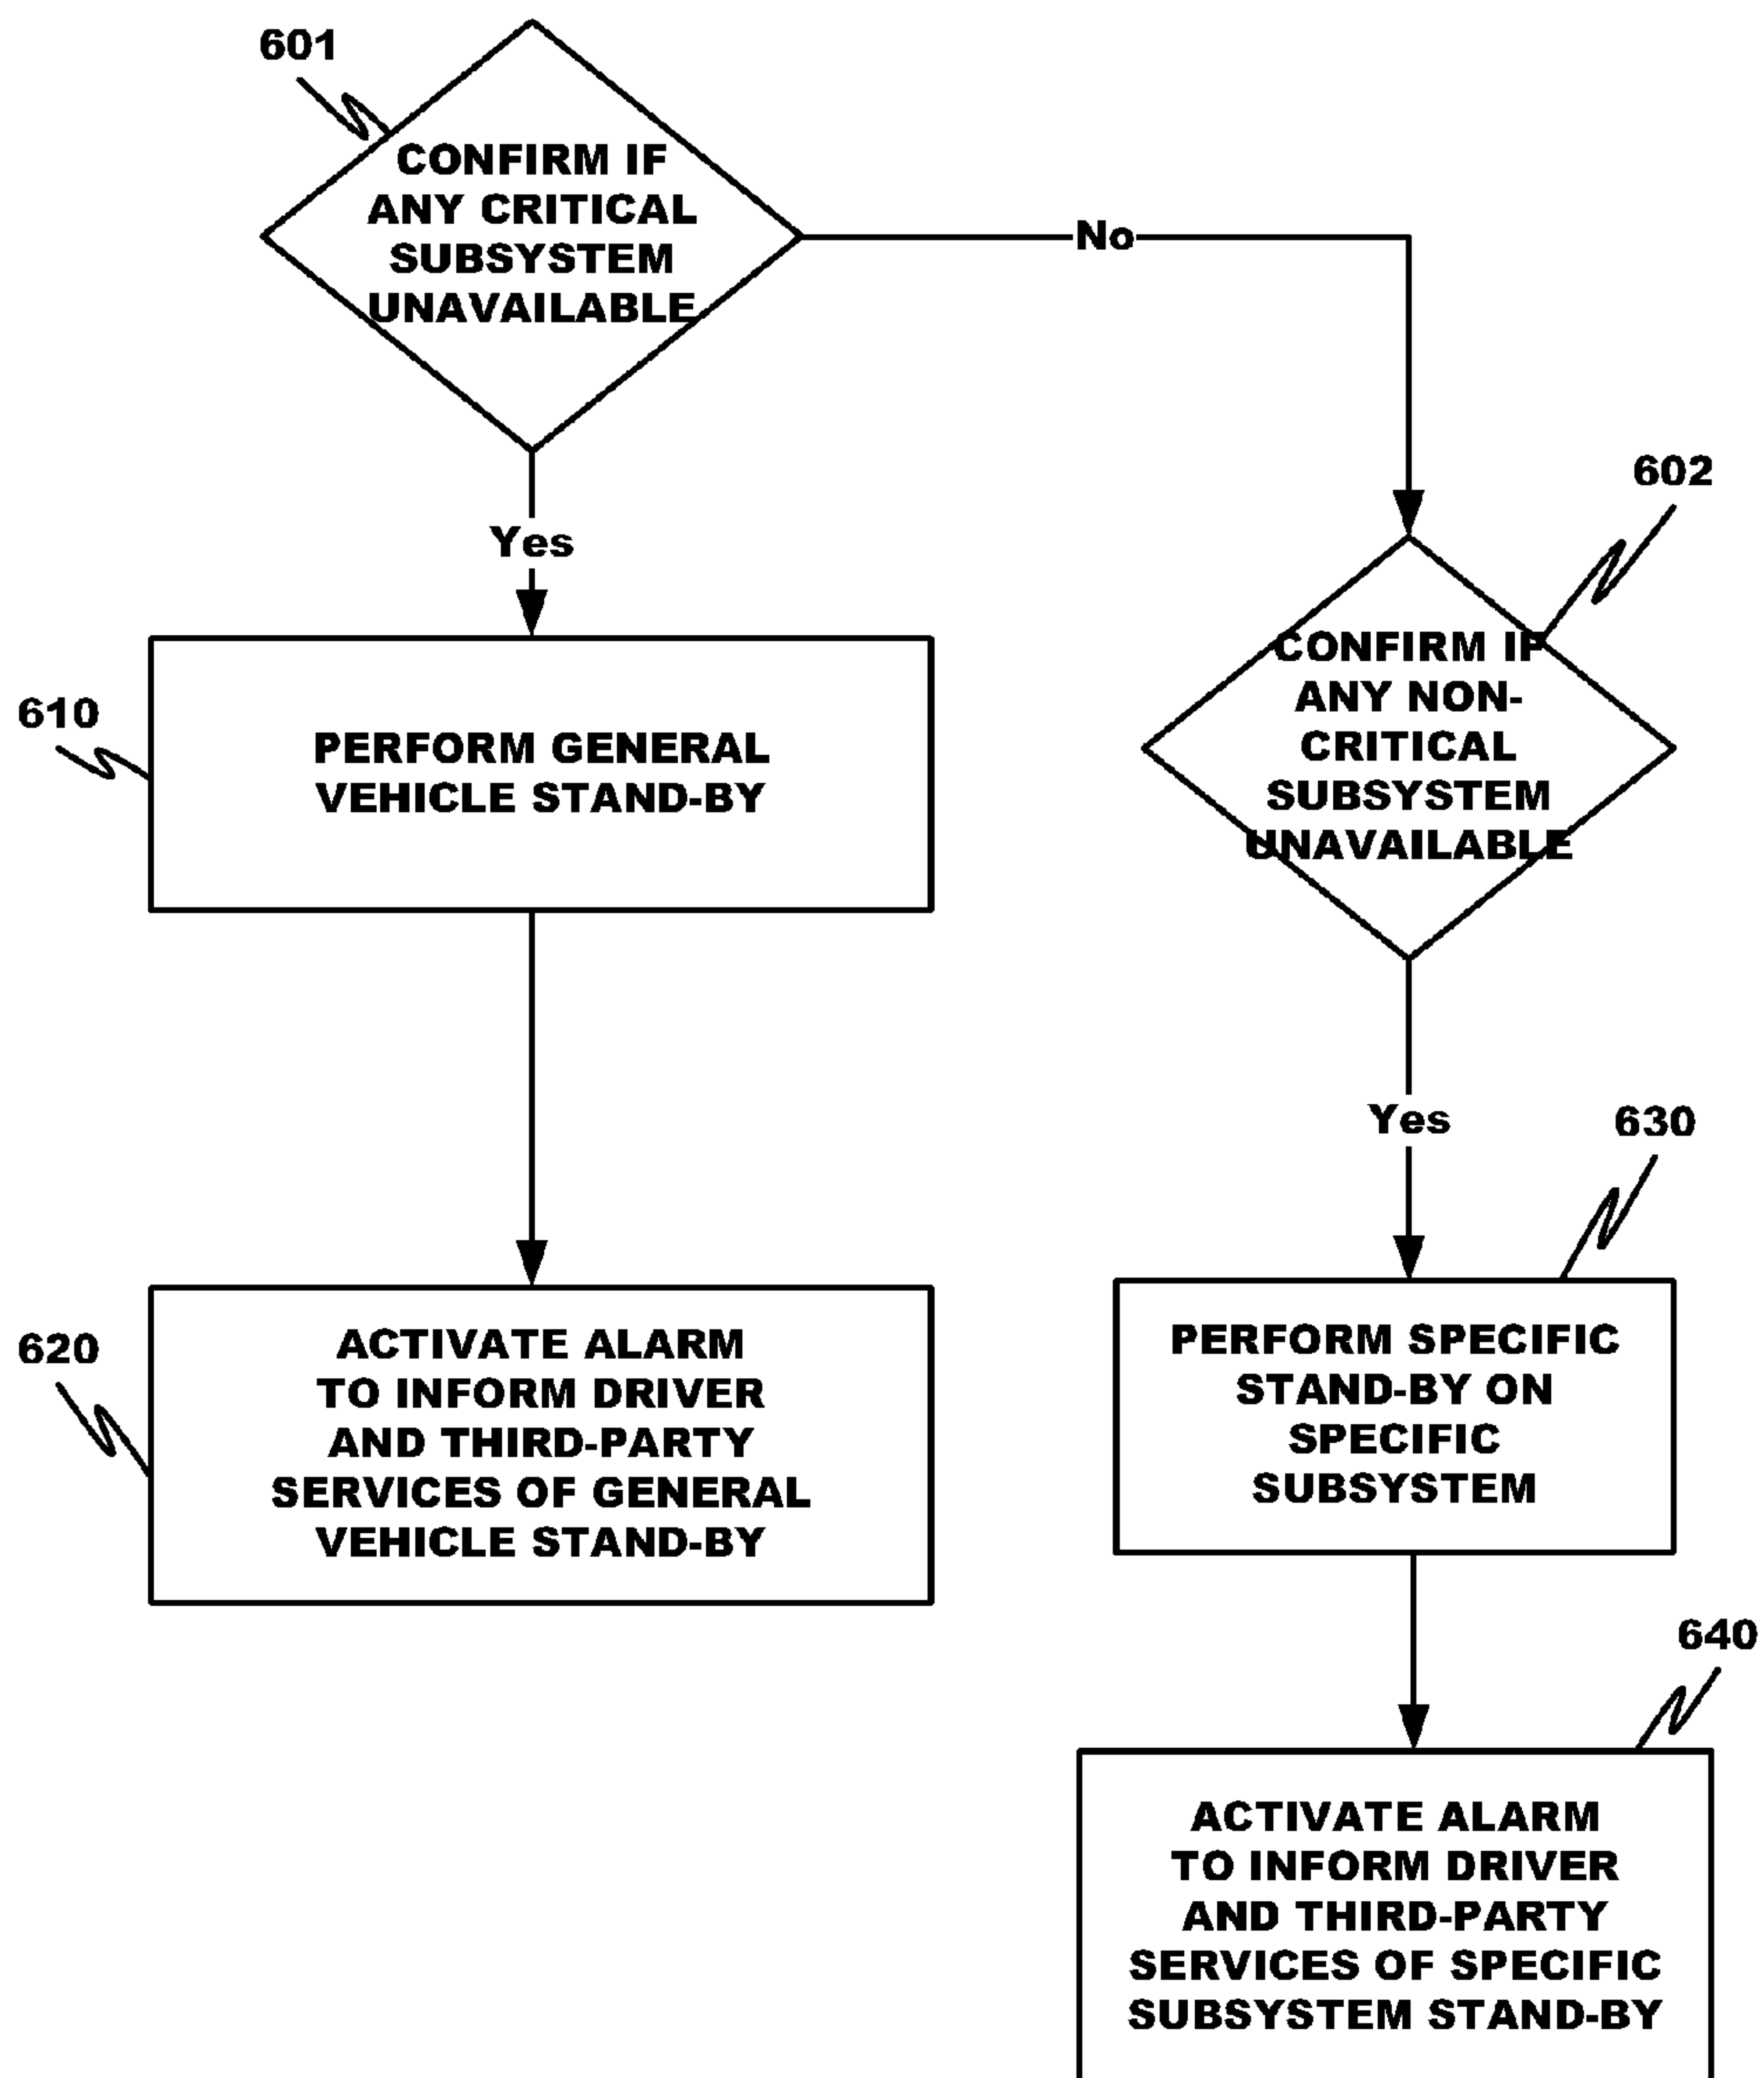 601
CONFIRM IF
ANY CRITICAL
SUBSYSTEM
UNAVAILABLE
No
602
Yes
CONFIRM IF
ANY NON-
CRITICAL
SUBSYSTEM
UNAVAILABLE
610
PERFORM GENERAL
VEHICLE STAND-BY
Yes
630
620
ACTIVATE ALARM
TO INFORM DRIVER
AND THIRD-PARTY
SERVICES OF GENERAL
VEHICLE STAND-BY
PERFORM SPECIFIC
STAND-BY ON
SPECIFIC
SUBSYSTEM
640
ACTIVATE ALARM
TO INFORM DRIVER
AND THIRD-PARTY
SERVICES OF SPECIFIC
SUBSYSTEM STAND-BY